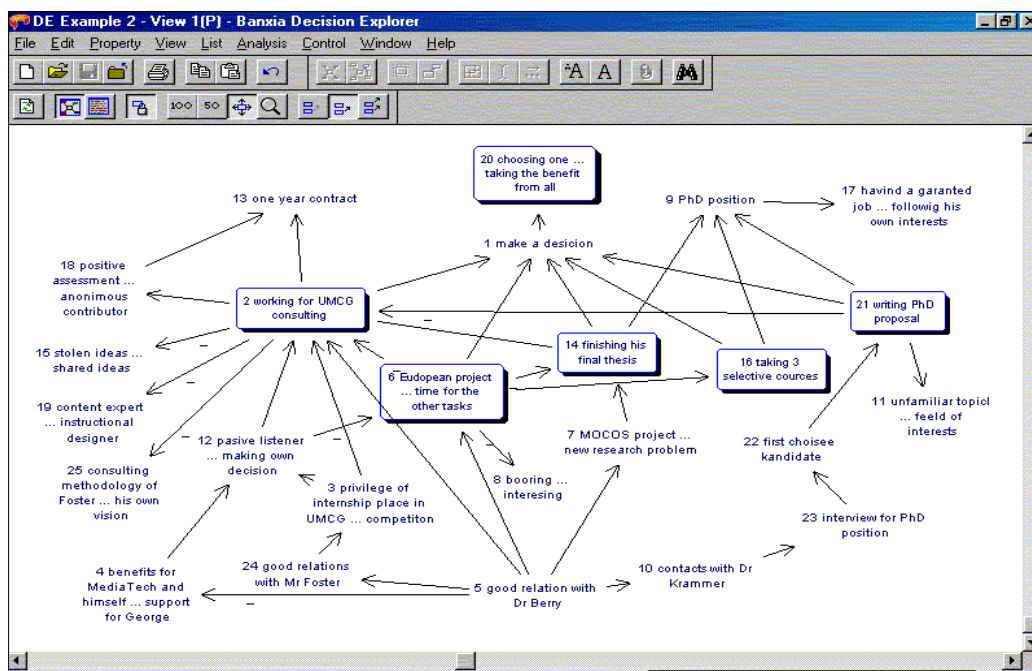 DE Example 2 - View 1(P) - Banxia Decision Explorer
File Edit Property View List Analysis Control Window Help
A A
100 50
20 choosing one ...
taking the benefit
from all
13 one year contract
9 PhD position
17 havind a garanted
job ... followig his
own interests
1 make a desicion
18 positive
assessment ...
anonimous
contributor
2 working for UMCG
consulting
21 writing PhD
proposal
15 stolen ideas ...
shared ideas
14 finishing his
final thesis
16 taking 3
selective cources
6 Eudopean project
... time for the
other tasks
19 content expert
... instructional
designer
11 unfamiliar topicl
... feeld of
interests
12 pasive listener
... making own
decision
7 MOCOS project ...
new research problem
22 first choisee
kandidate
25 consulting
methodology of
Foster ... his own
vision
8 booring ...
interesing
3 privilege of
internship place in
UMCG ... competiton
23 interview for PhD
position
24 good relations
with Mr Foster
4 benefits for
MediaTech and
himself ... support
for George
5 good relation with
Dr Berry
10 contacts with Dr
Krammer